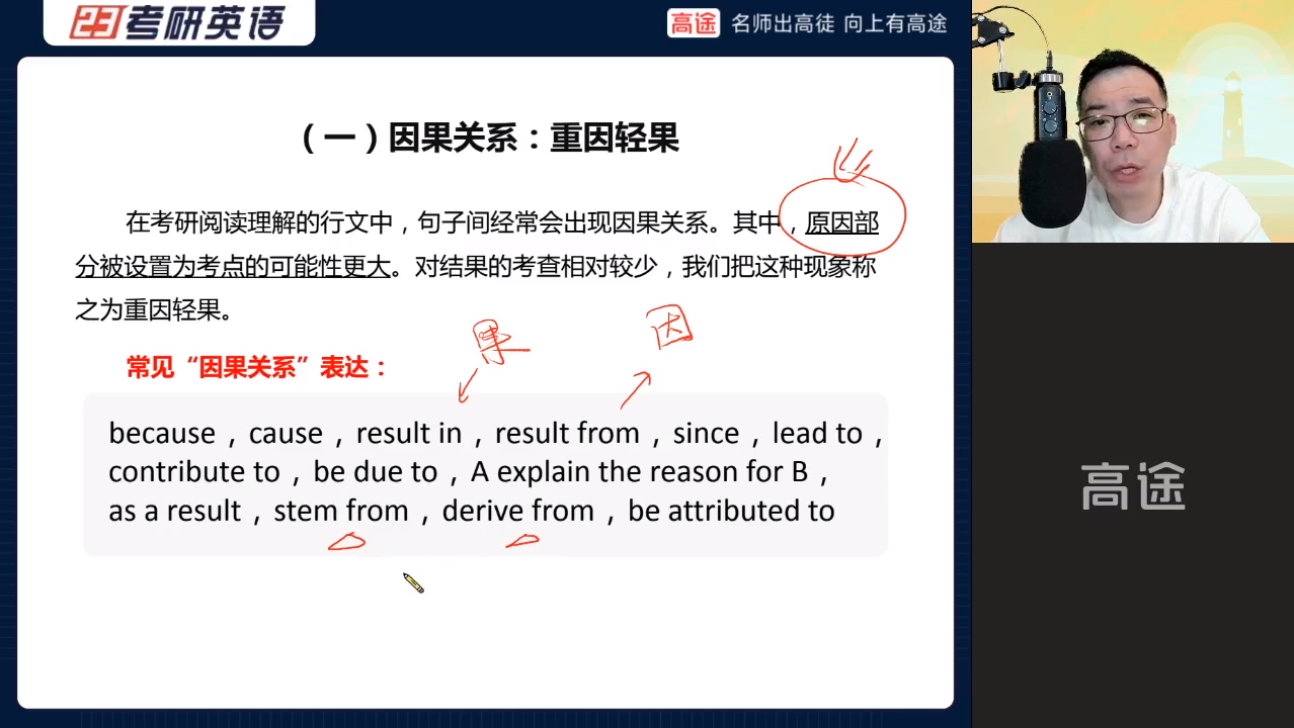 23考研英语
高途 名师出高徒 向上有高途
（一）因果关系：重因轻果
在考研阅读理解的行文中，句子间经常会出现因果关系。其中，原因部
分被设置为考点的可能性更大。对结果的考查相对较少，我们把这种现象称
之为重因轻果。
果 因
常见“因果关系”表达：
because，cause，result in，result from，since，lead to，
contribute to，be due to，A explain the reason for B，
as a result，stem from，derive from，be attributed to
高途